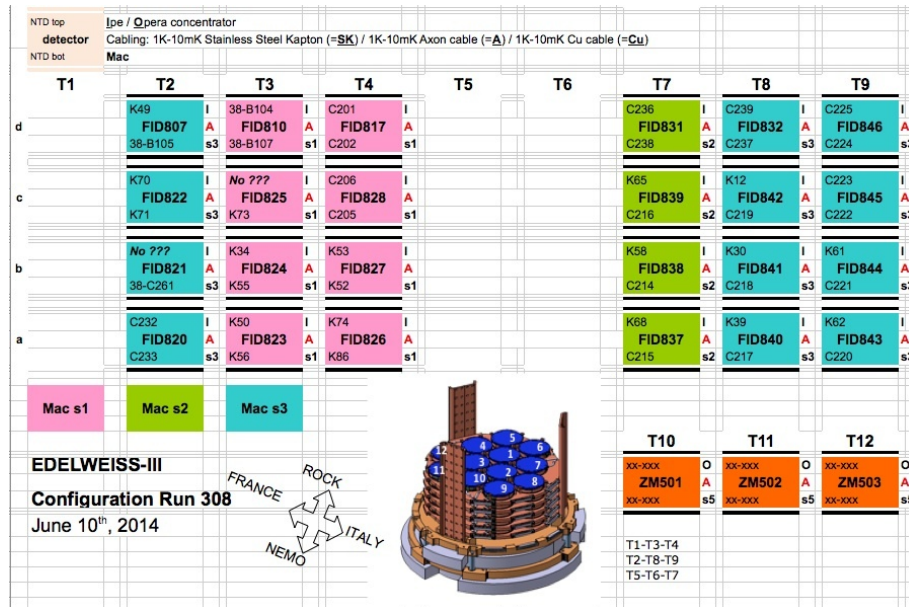 NTD top Ipe / Opera concentrator
detector Cabling: 1K-10mK Stainless Steel Kapton (=SK) / 1K-10mK Axon cable (=A) / 1K-10mK Cu cable (=Cu)
NTD bot Mac
T1 T2 T3 T4 T5 T6 T7 T8 T9
K49 I 38-B104 I C201 I C236 I C239 I C225 I
d FID807 A FID810 A FID817 A FID831 A FID832 A FID846 A
38-B105 s3 38-B107 s1 C202 s1 C238 s2 C237 s3 C224 s3
K70 I No ??? I C206 I K65 I K12 I C223 I
c FID822 A FID825 A FID828 A FID839 A FID842 A FID845 A
K71 s3 K73 s1 C205 s1 C216 s2 C219 s3 C222 s3
No ??? I K34 I K53 I K58 I K30 I K61 I
b FID821 A FID824 A FID827 A FID838 A FID841 A FID844 A
38-C261 s3 K55 s1 K52 s1 C214 s2 C218 s3 C221 s3
C232 I K50 I K74 I K68 I K39 I K62 I
a FID820 A FID823 A FID826 A FID837 A FID840 A FID843 A
C233 s3 K56 s1 K86 s1 C215 s2 C217 s3 C220 s3
Mac s1 Mac s2 Mac s3
5
4 6
12 1
3 7
11 2
10 8
9
T10 T11 T12
xx-xxx O xx-xxx O xx-xxx O
ZM501 A ZM502 A ZM503 A
xx-xxx s5 xx-xxx s5 xx-xxx s5
EDELWEISS-III
Configuration Run 308
June 10th, 2014
ROCK
FRANCE
ITALY
NEMO
T1-T3-T4
T2-T8-T9
T5-T6-T7